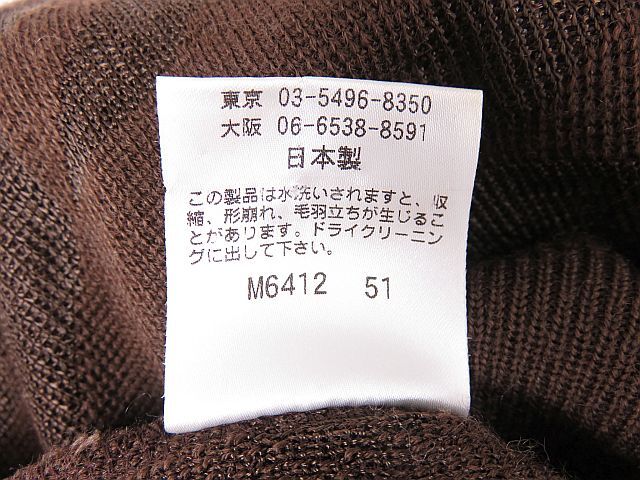 東京 03-5496-8350
大阪 06-6538-8591
日本製
この製品は水洗いされますと、収
縮、形崩れ、毛羽立ちが生じるこ
とがあります。ドライクリーニン
グに出して下さい。
M6412 51